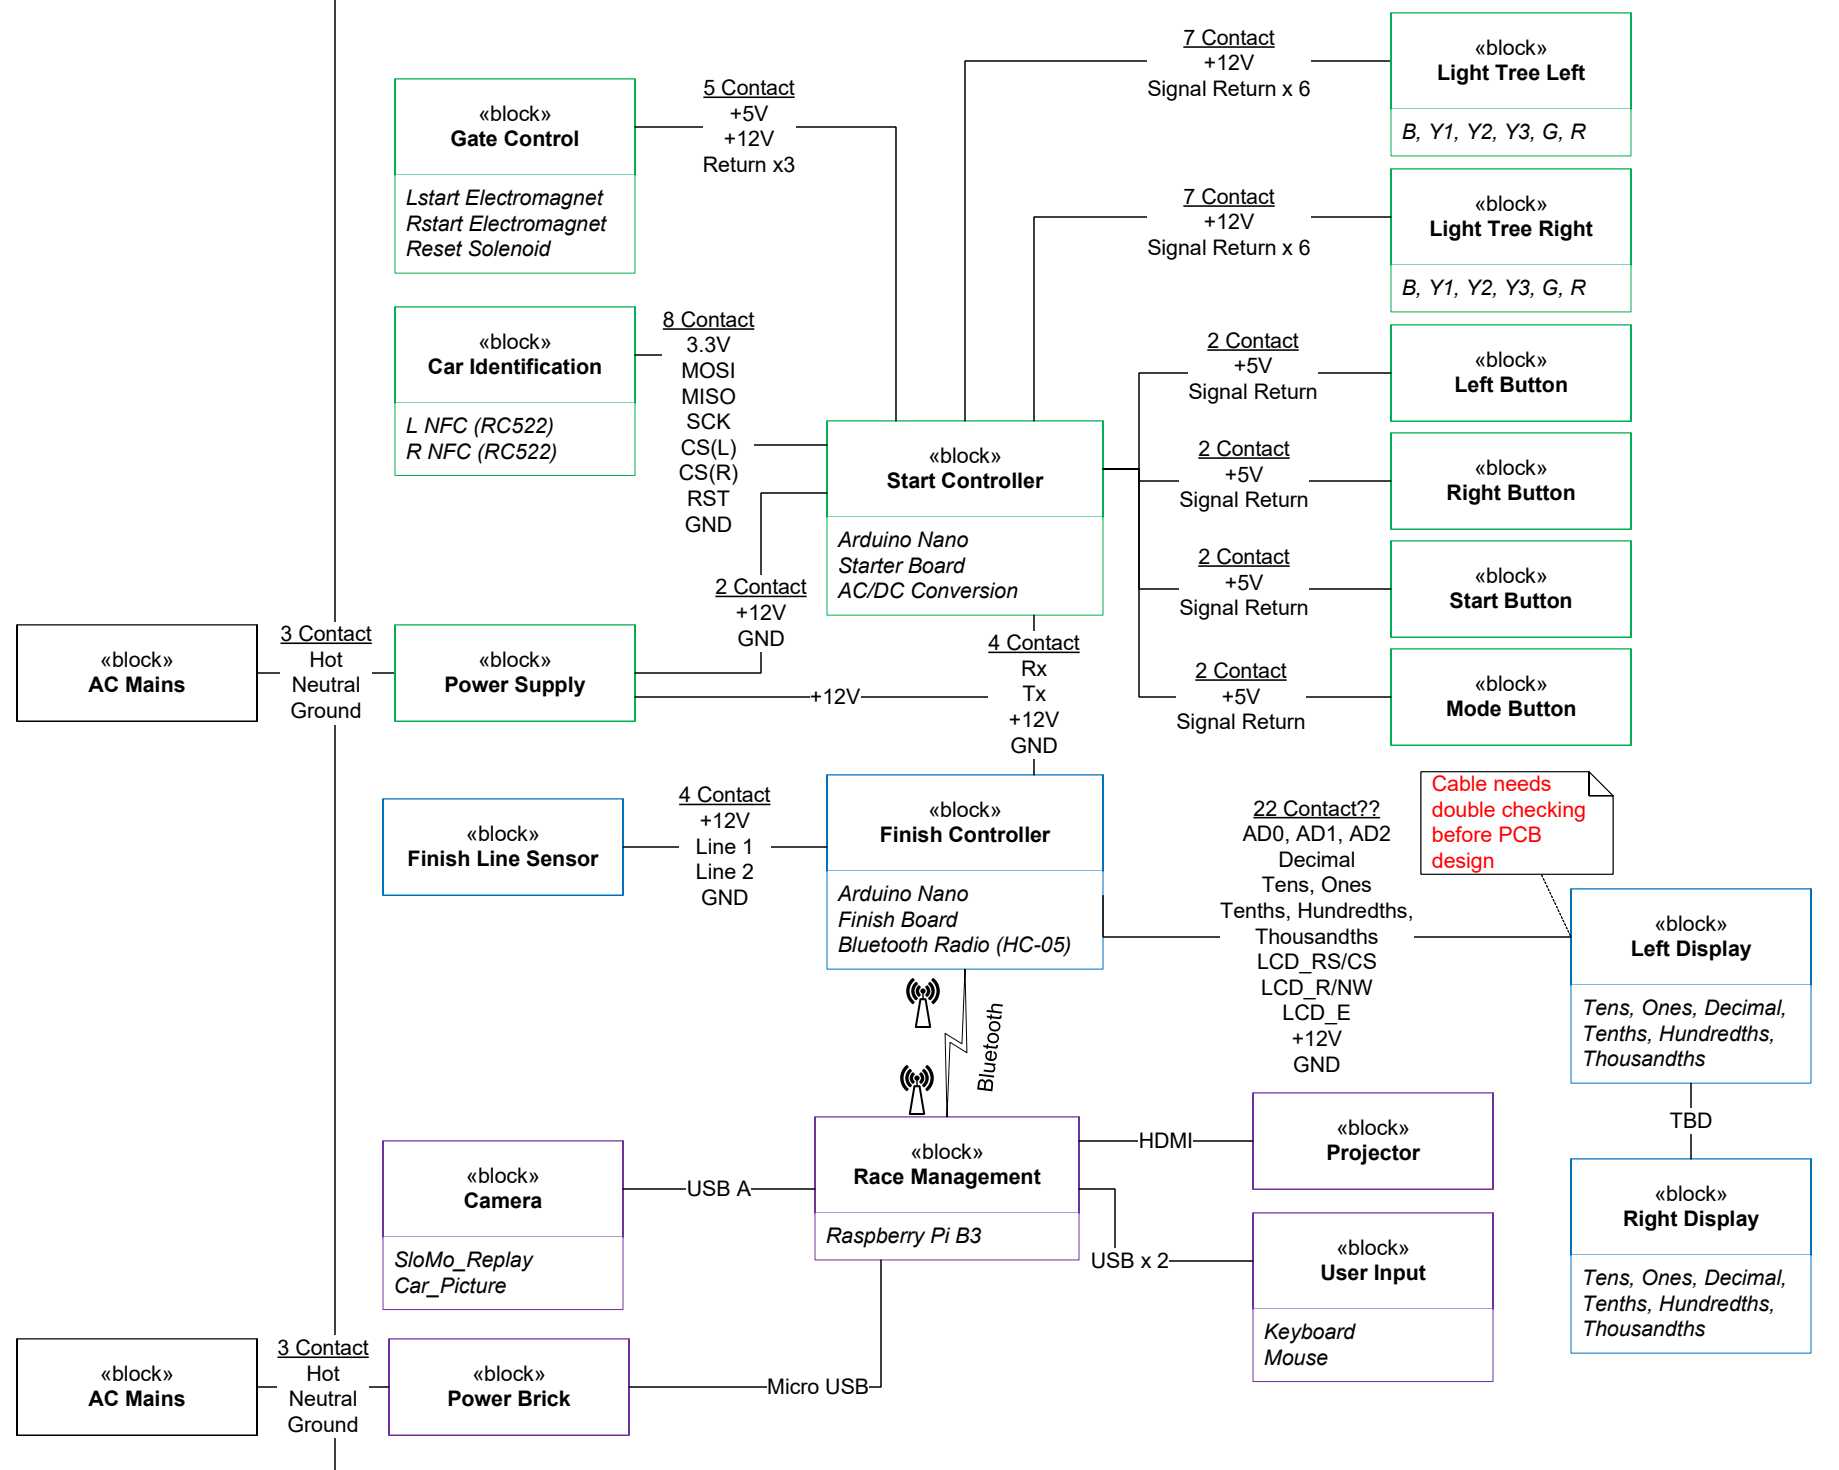 7 Contact
+12V
Signal Return x 6
«block»
Light Tree Left
B, Y1, Y2, Y3, G, R
«block»
Gate Control
Lstart Electromagnet
Rstart Electromagnet
Reset Solenoid
5 Contact
+5V
+12V
Return x3
7 Contact
+12V
Signal Return x 6
«block»
Light Tree Right
B, Y1, Y2, Y3, G, R
«block»
Car Identification
L NFC (RC522)
R NFC (RC522)
8 Contact
3.3V
MOSI
MISO
SCK
CS(L)
CS(R)
RST
GND
2 Contact
+5V
Signal Return
«block»
Left Button
«block»
Start Controller
Arduino Nano
Starter Board
AC/DC Conversion
2 Contact
+5V
Signal Return
«block»
Right Button
2 Contact
+5V
Signal Return
«block»
Start Button
2 Contact
+5V
Signal Return
«block»
Mode Button
«block»
AC Mains
3 Contact
Hot
Neutral
Ground
«block»
Power Supply
2 Contact
+12V
GND
+12V
4 Contact
Rx
Tx
+12V
GND
«block»
Finish Line Sensor
4 Contact
+12V
Line 1
Line 2
GND
«block»
Finish Controller
Arduino Nano
Finish Board
Bluetooth Radio (HC-05)
22 Contact??
AD0, AD1, AD2
Decimal
Tens, Ones
Tenths, Hundredths,
Thousandths
LCD_RS/CS
LCD_R/NW
LCD_E
+12V
GND
Cable needs
double checking
before PCB
design
«block»
Left Display
Tens, Ones, Decimal,
Tenths, Hundredths,
Thousandths
TBD
«block»
Right Display
Tens, Ones, Decimal,
Tenths, Hundredths,
Thousandths
Bluetooth
«block»
Race Management
Raspberry Pi B3
HDMI
«block»
Projector
«block»
Camera
SloMo_Replay
Car_Picture
USB A
USB x 2
«block»
User Input
Keyboard
Mouse
«block»
AC Mains
3 Contact
Hot
Neutral
Ground
«block»
Power Brick
Micro USB